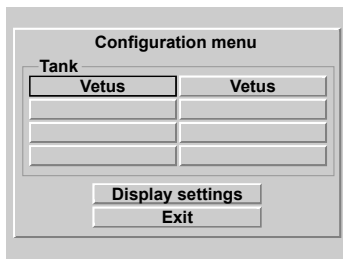 Configuration menu
Tank
Vetus Vetus
Display settings
Exit